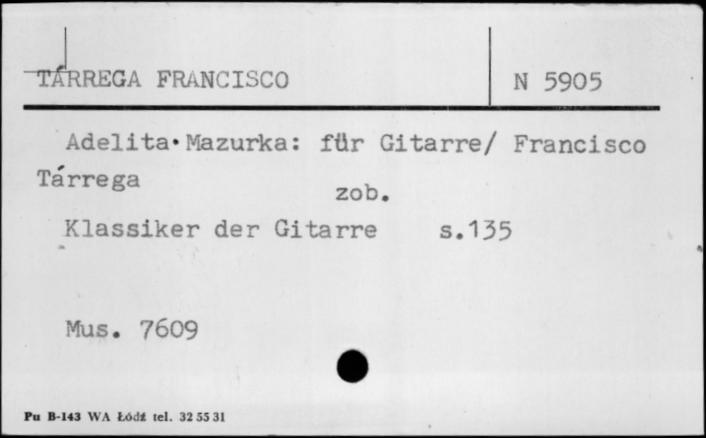 TÁRREGA FRANCISCO N 5905
Adelita·Mazurka: für Gitarre/ Francisco
Tárrega
zob.
Klassiker der Gitarre s.135
Mus. 7609
Pu B-143 WA Łódź tel. 32 55 31